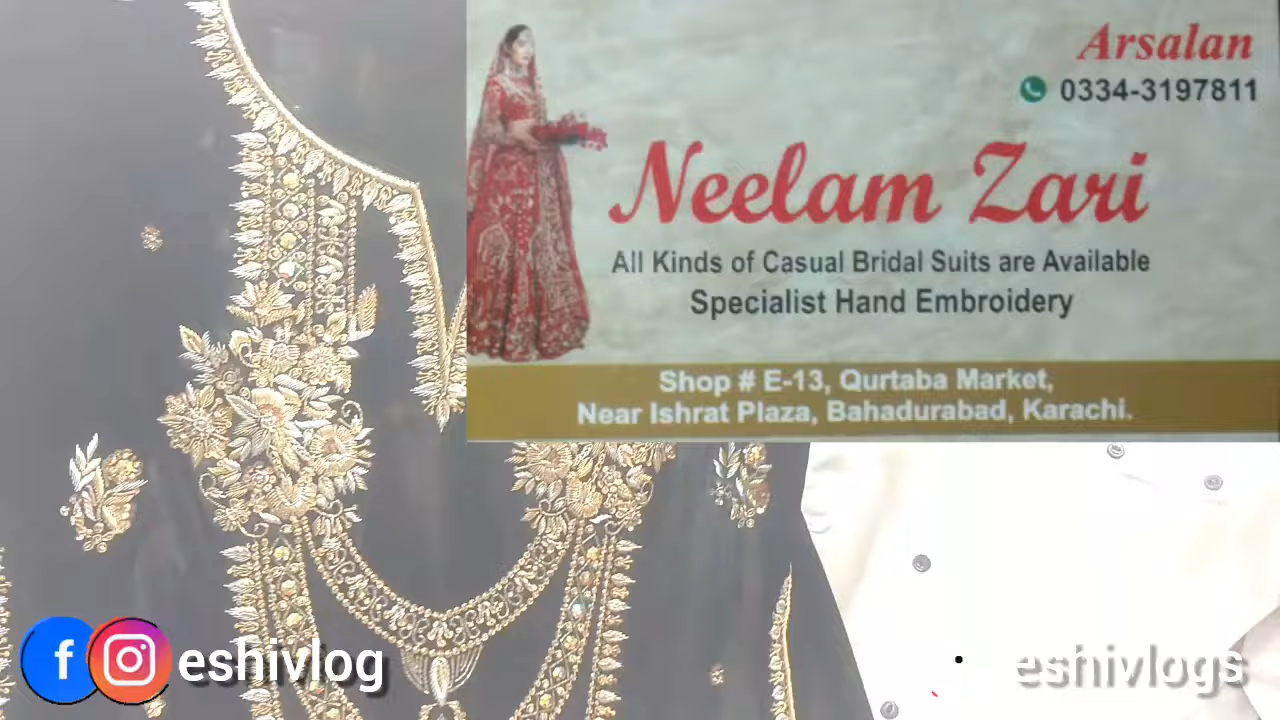 Arsalan
0334-3197811
Neelam Zari
All Kinds of Casual Bridal Suits are Available
Specialist Hand Embroidery
Shop # E-13, Qurtaba Market,
Near Ishrat Plaza, Bahadurabad, Karachi.
f eshivlog
eshivlogs